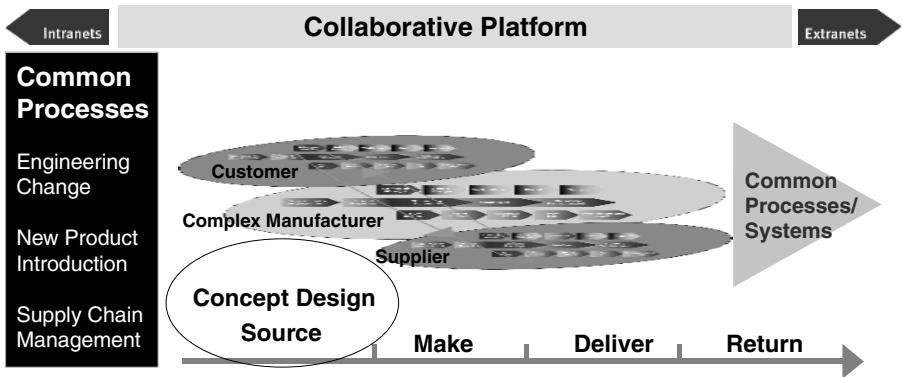 Intranets
Collaborative Platform
Extranets
Common
Processes
Engineering
Change
New Product
Introduction
Supply Chain
Management
Customer
Complex Manufacturer
Supplier
Common
Processes/
Systems
Concept Design
Source
Make
Deliver
Return